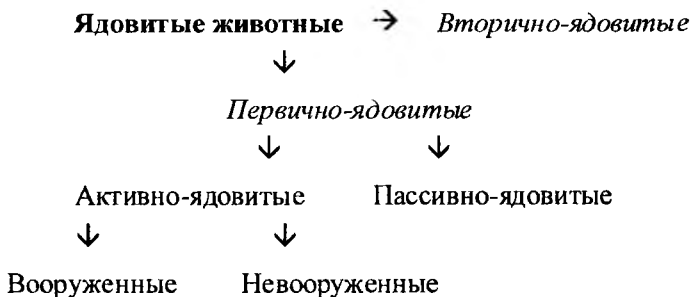 Ядовитые животные → Вторично-ядовитые
↓
Первично-ядовитые
↓ ↓
Активно-ядовитые Пассивно-ядовитые
↓ ↓
Вооруженные Невооруженные